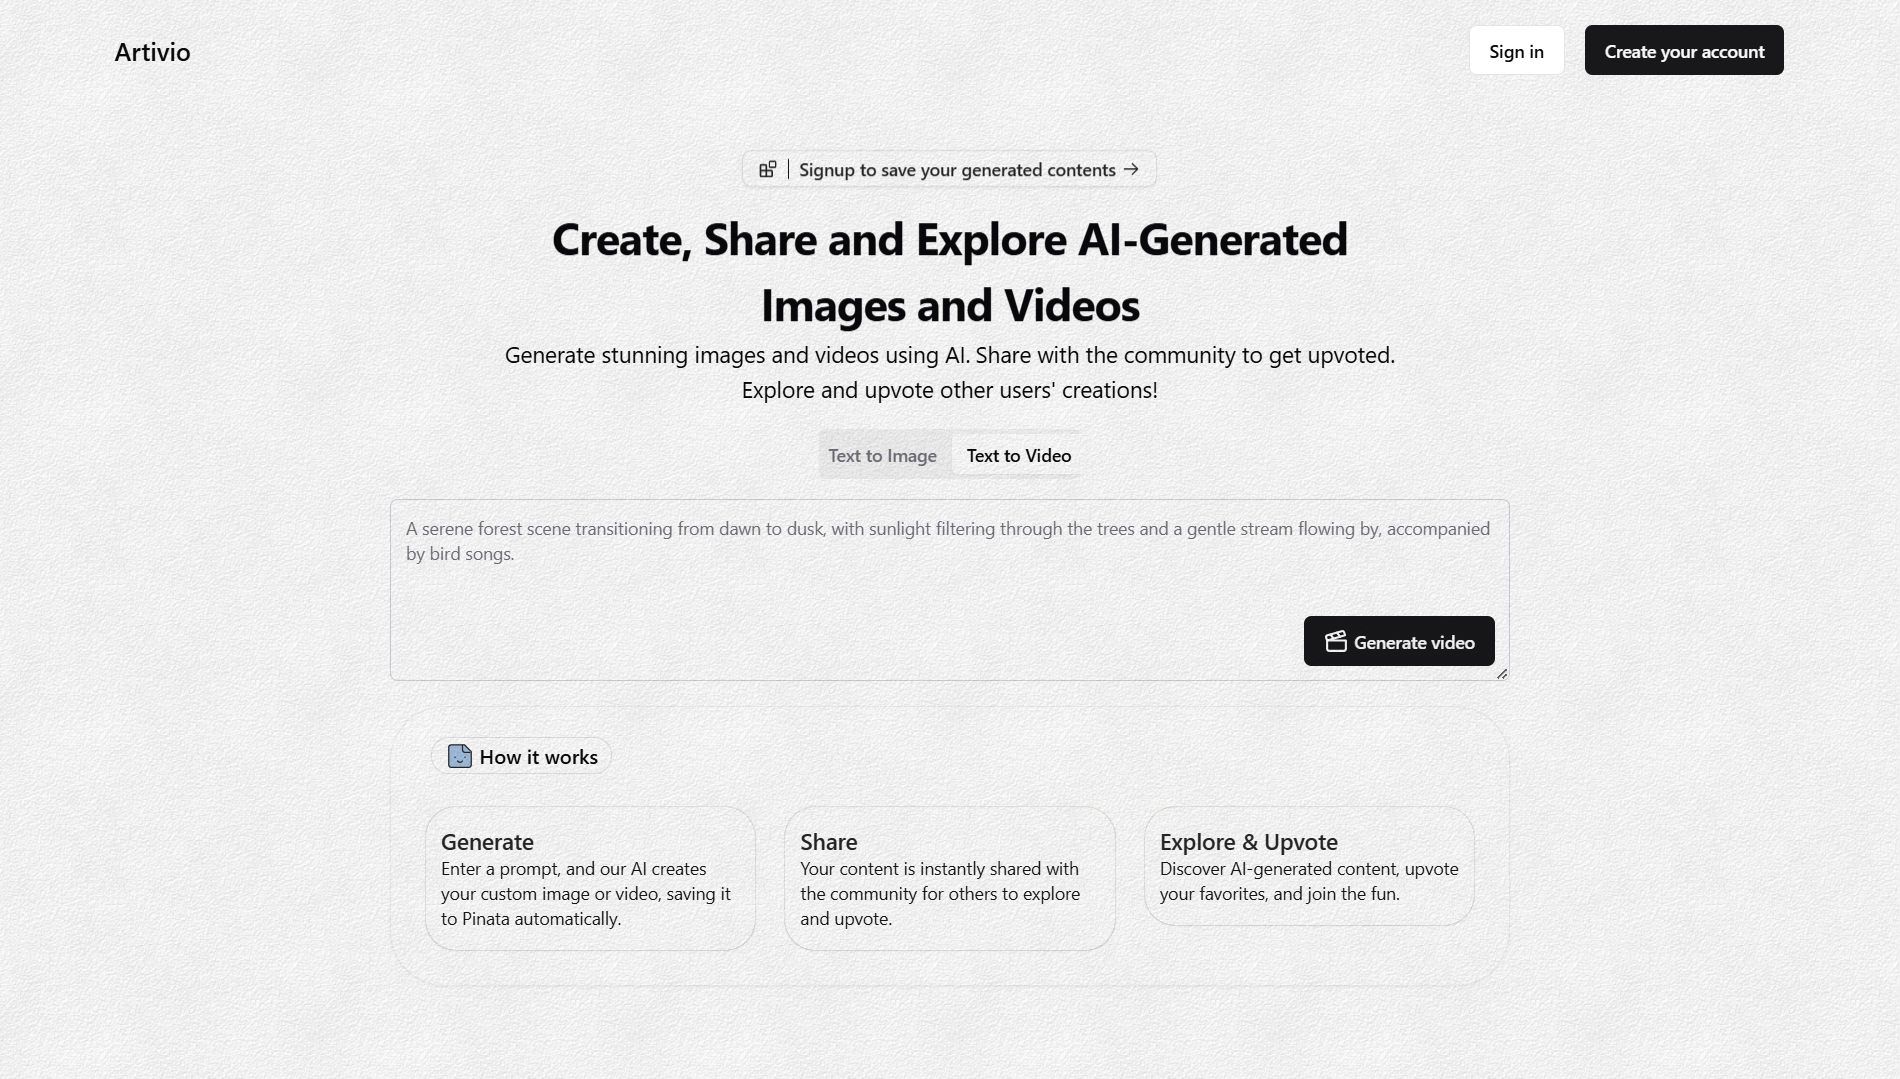 Artivio
Sign in
Create your account
Signup to save your generated contents
Create, Share and Explore AI-Generated
Images and Videos
Generate stunning images and videos using AI. Share with the community to get upvoted.
Explore and upvote other users' creations!
Text to Image
Text to Video
A serene forest scene transitioning from dawn to dusk, with sunlight filtering through the trees and a gentle stream flowing by, accompanied
by bird songs.
Generate video
How it works
Generate
Enter a prompt, and our AI creates
your custom image or video, saving it
to Pinata automatically.
Share
Your content is instantly shared with
the community for others to explore
and upvote.
Explore & Upvote
Discover AI-generated content, upvote
your favorites, and join the fun.